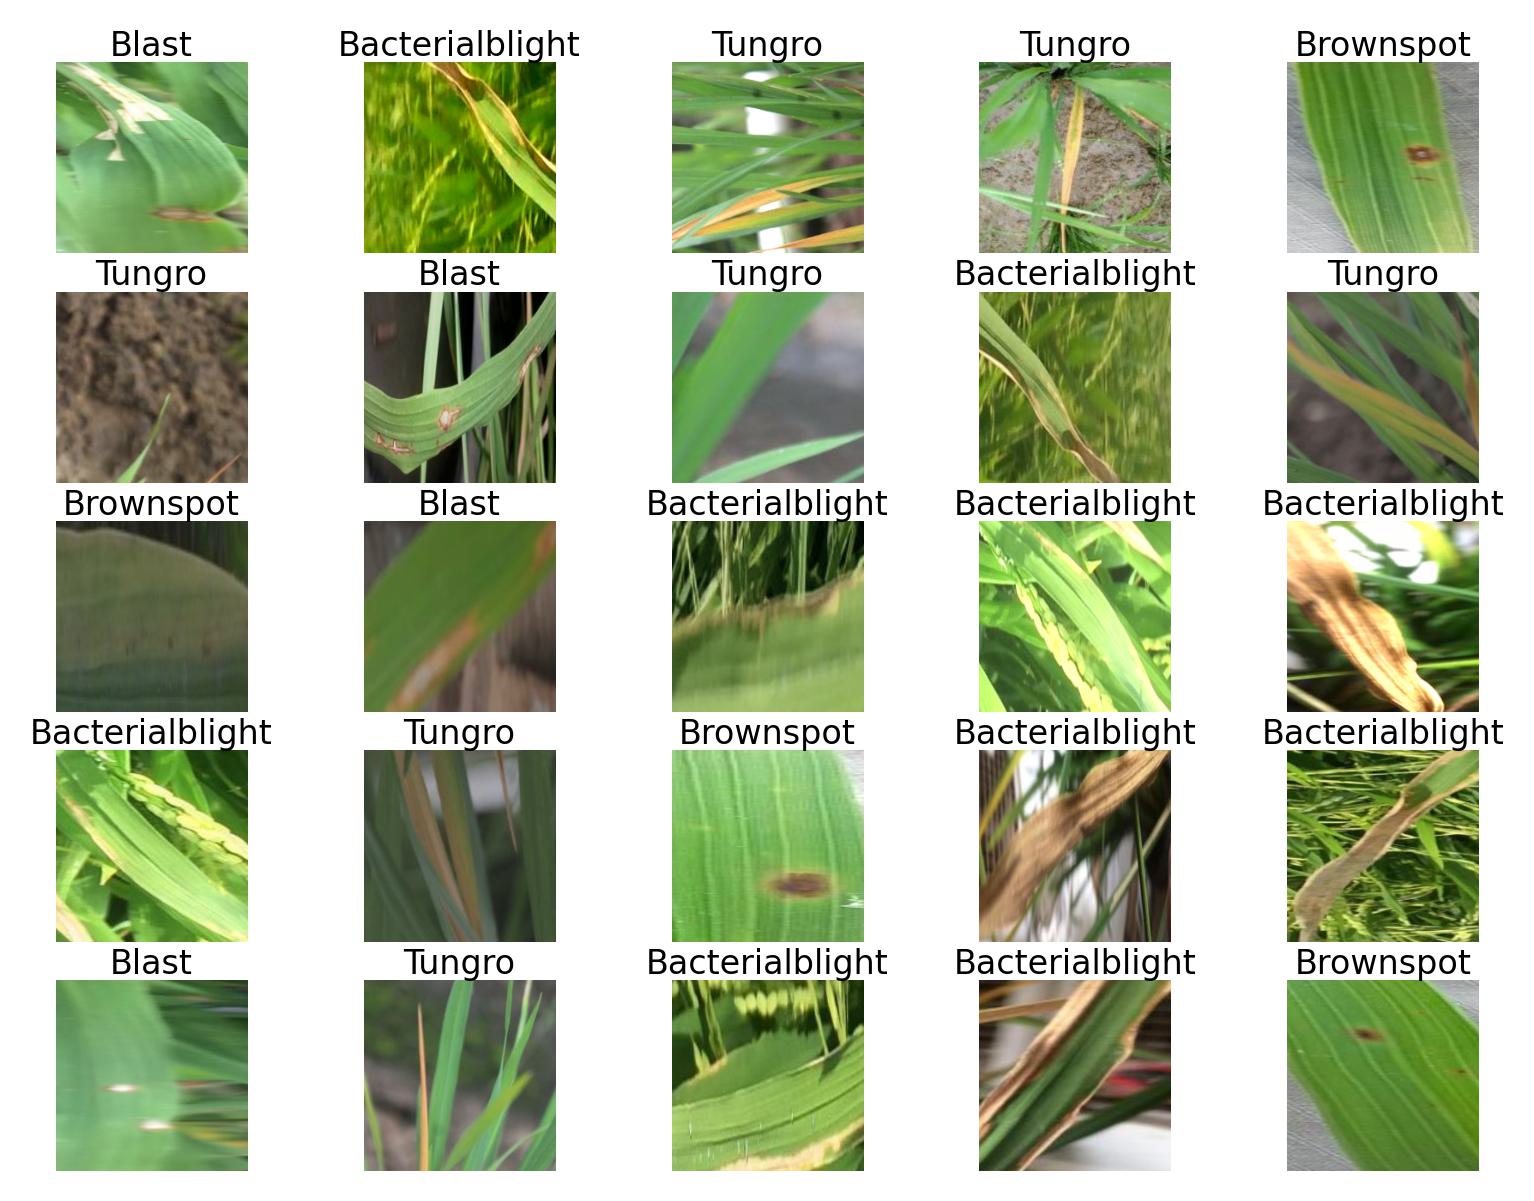 Blast Bacterialblight Tungro Tungro Brownspot
Tungro Blast Tungro Bacterialblight Tungro
Brownspot Blast Bacterialblight Bacterialblight Bacterialblight
Bacterialblight Tungro Brownspot Bacterialblight Bacterialblight
Blast Tungro Bacterialblight Bacterialblight Brownspot